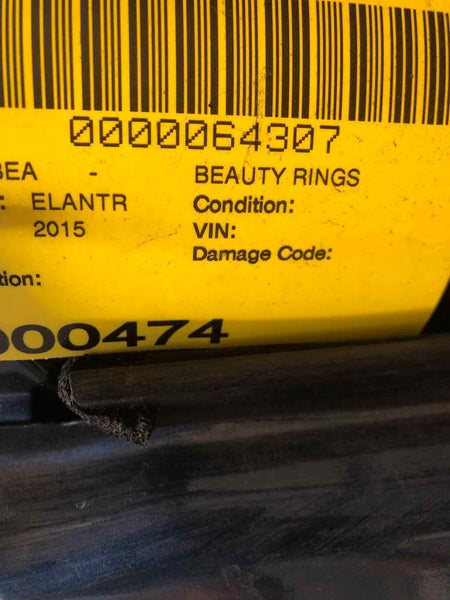 0000064307
BEA - BEAUTY RINGS
: ELANTR Condition:
2015 VIN:
Damage Code:
tion:
000474